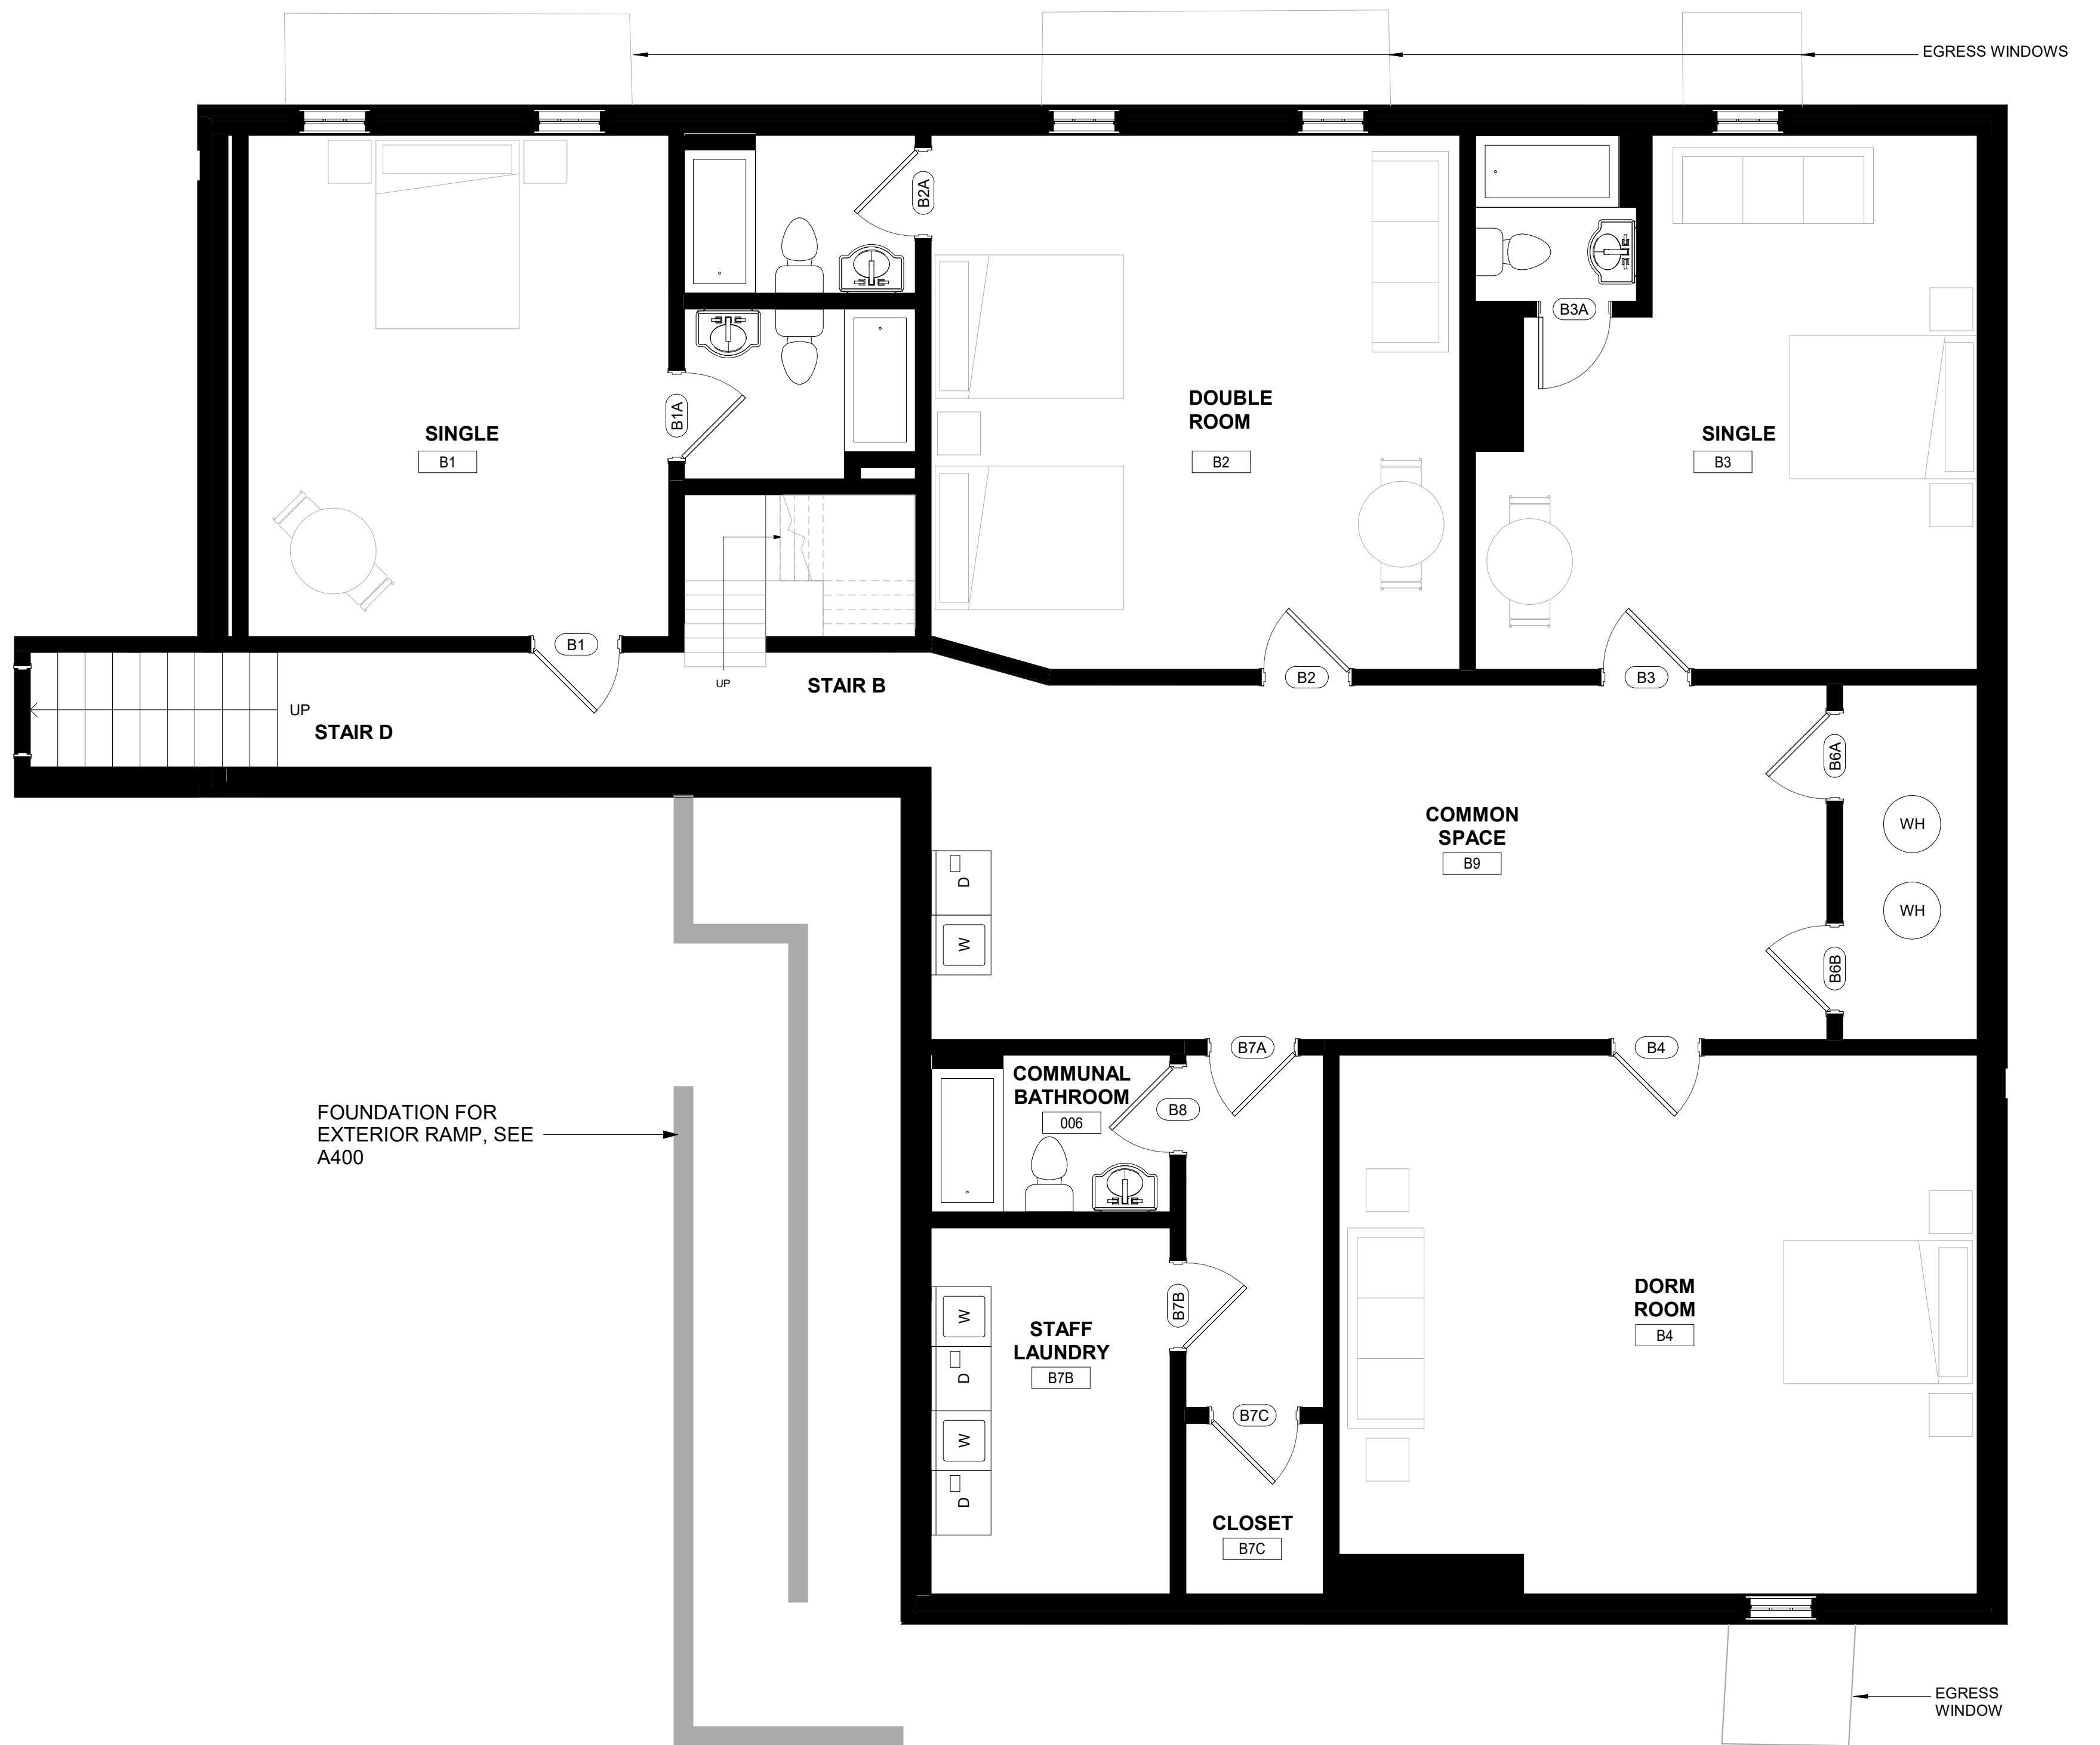 EGRESS WINDOWS
B2A
B3A
B1A
DOUBLE
ROOM
B2
SINGLE
B1
SINGLE
B3
B1
B2
B3
UP
STAIR B
UP
STAIR D
B6A
WH
COMMON
SPACE
B9
D
W
WH
B6B
B7A
B4
COMMUNAL
BATHROOM
006
B8
FOUNDATION FOR
EXTERIOR RAMP, SEE
A400
B7B
W
STAFF
LAUNDRY
B7B
D
W
D
DORM
ROOM
B4
B7C
CLOSET
B7C
EGRESS
WINDOW